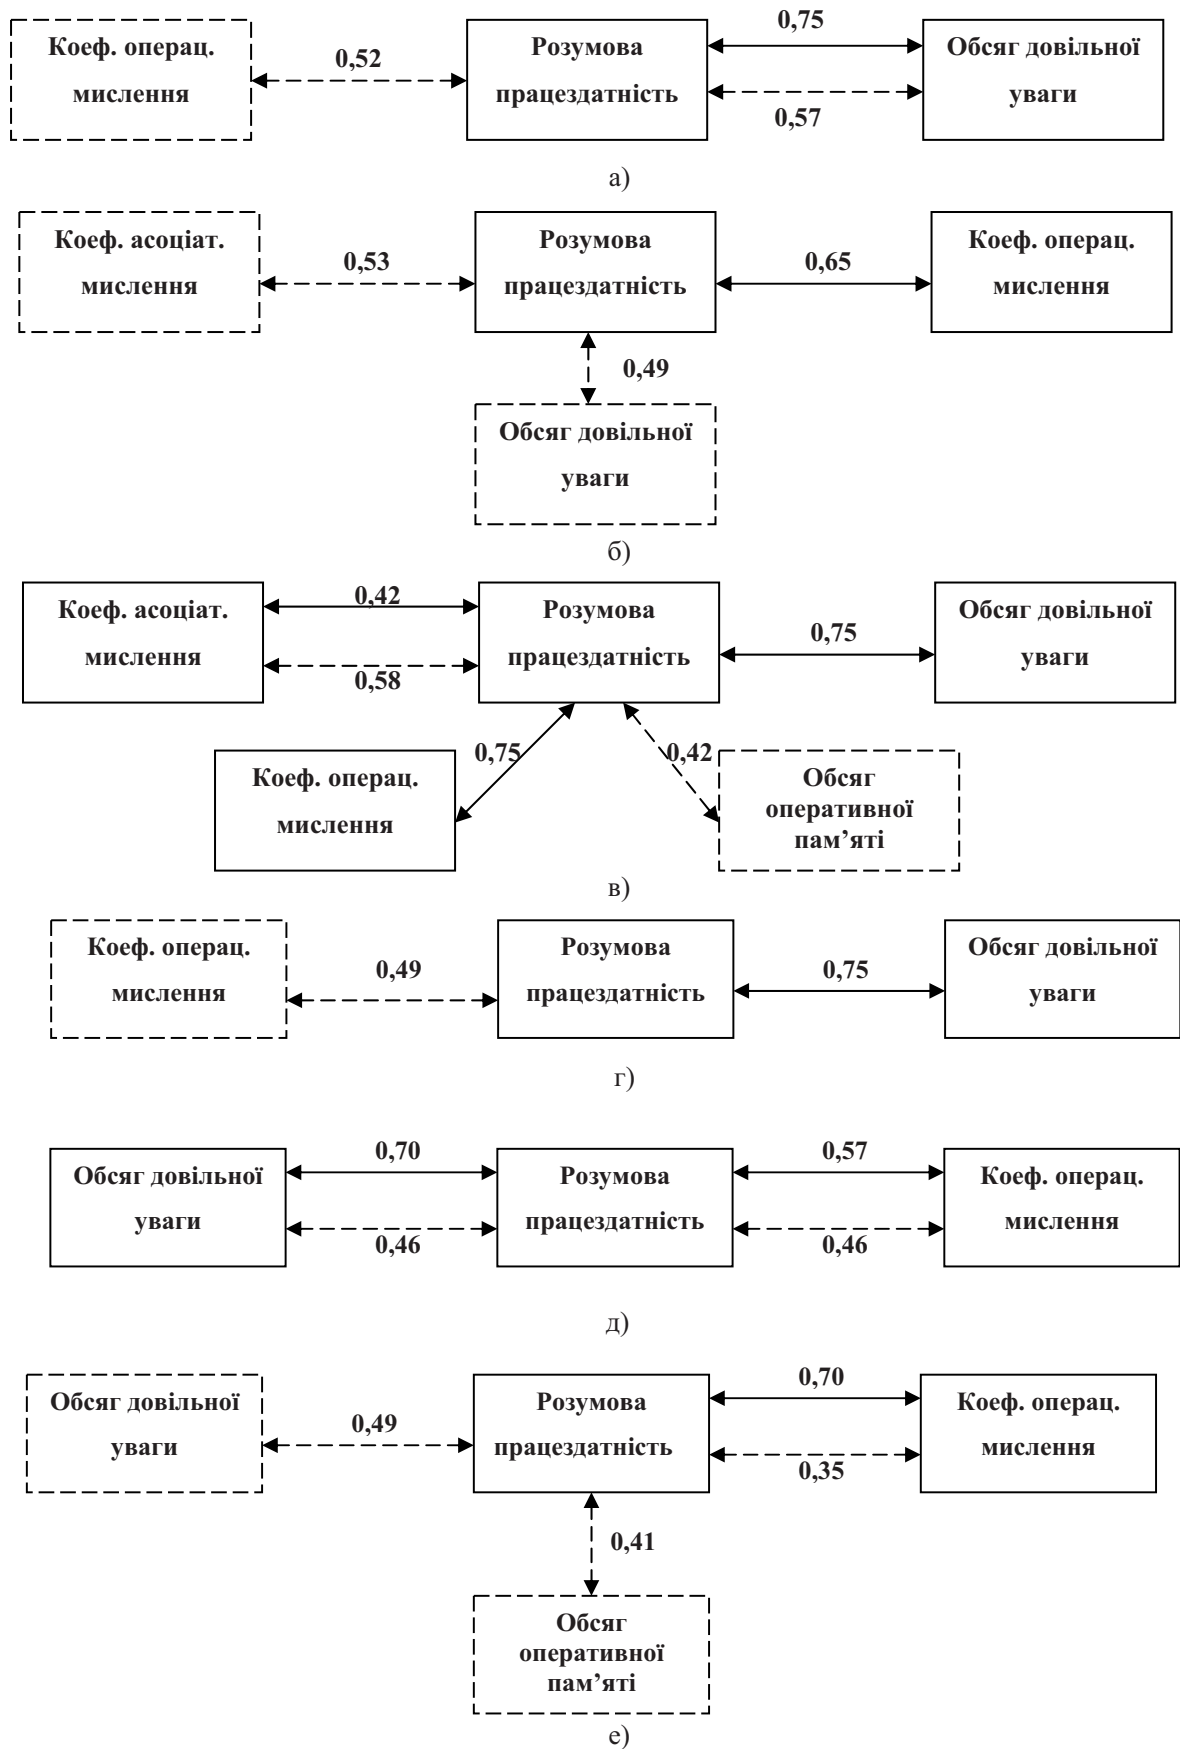 Коеф. операц.
мислення
0,52
Розумова
працездатність
0,75
0,57
Обсяг довільної
уваги
а)
Коеф. асоціат.
мислення
0,53
Розумова
працездатність
0,65
Коеф. операц.
мислення
0,49
Обсяг довільної
уваги
б)
Коеф. асоціат.
мислення
0,42
0,58
Розумова
працездатність
0,75
Обсяг довільної
уваги
0,75
Коеф. операц.
мислення
0,42
Обсяг
оперативної
пам’яті
в)
Коеф. операц.
мислення
0,49
Розумова
працездатність
0,75
Обсяг довільної
уваги
г)
Обсяг довільної
уваги
0,70
0,46
Розумова
працездатність
0,57
0,46
Коеф. операц.
мислення
д)
Обсяг довільної
уваги
0,49
Розумова
працездатність
0,70
0,35
Коеф. операц.
мислення
0,41
Обсяг
оперативної
пам’яті
е)